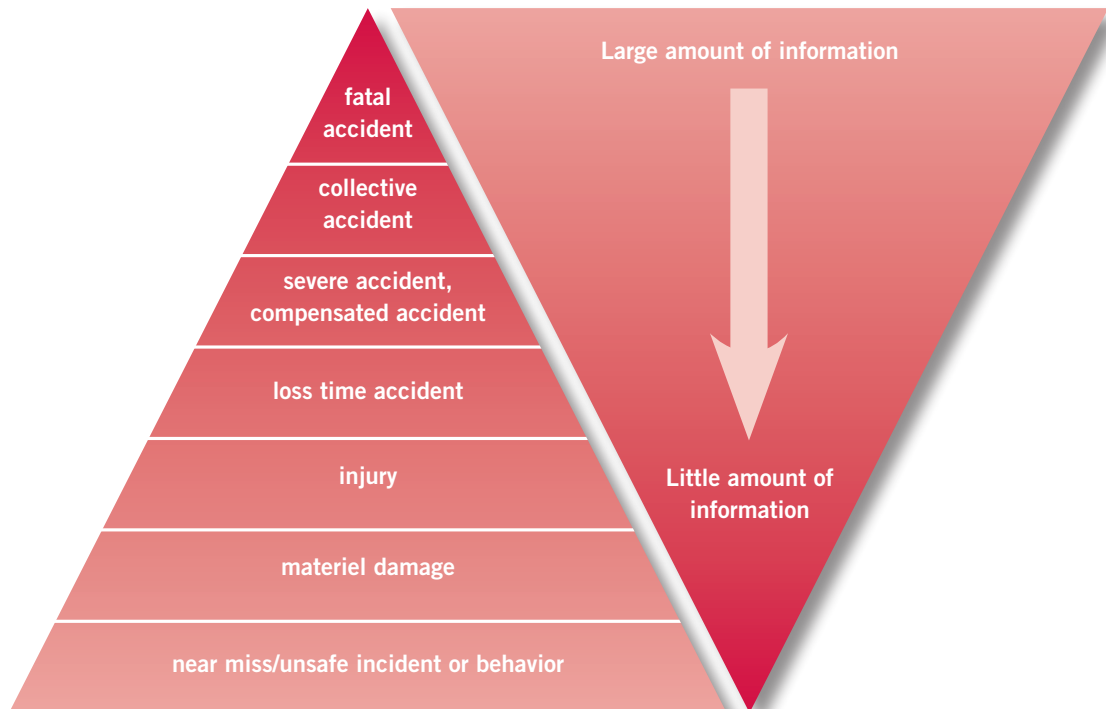 fatal
accident
collective
accident
severe accident,
compensated accident
loss time accident
injury
materiel damage
near miss/unsafe incident or behavior
Large amount of information
Little amount of
information